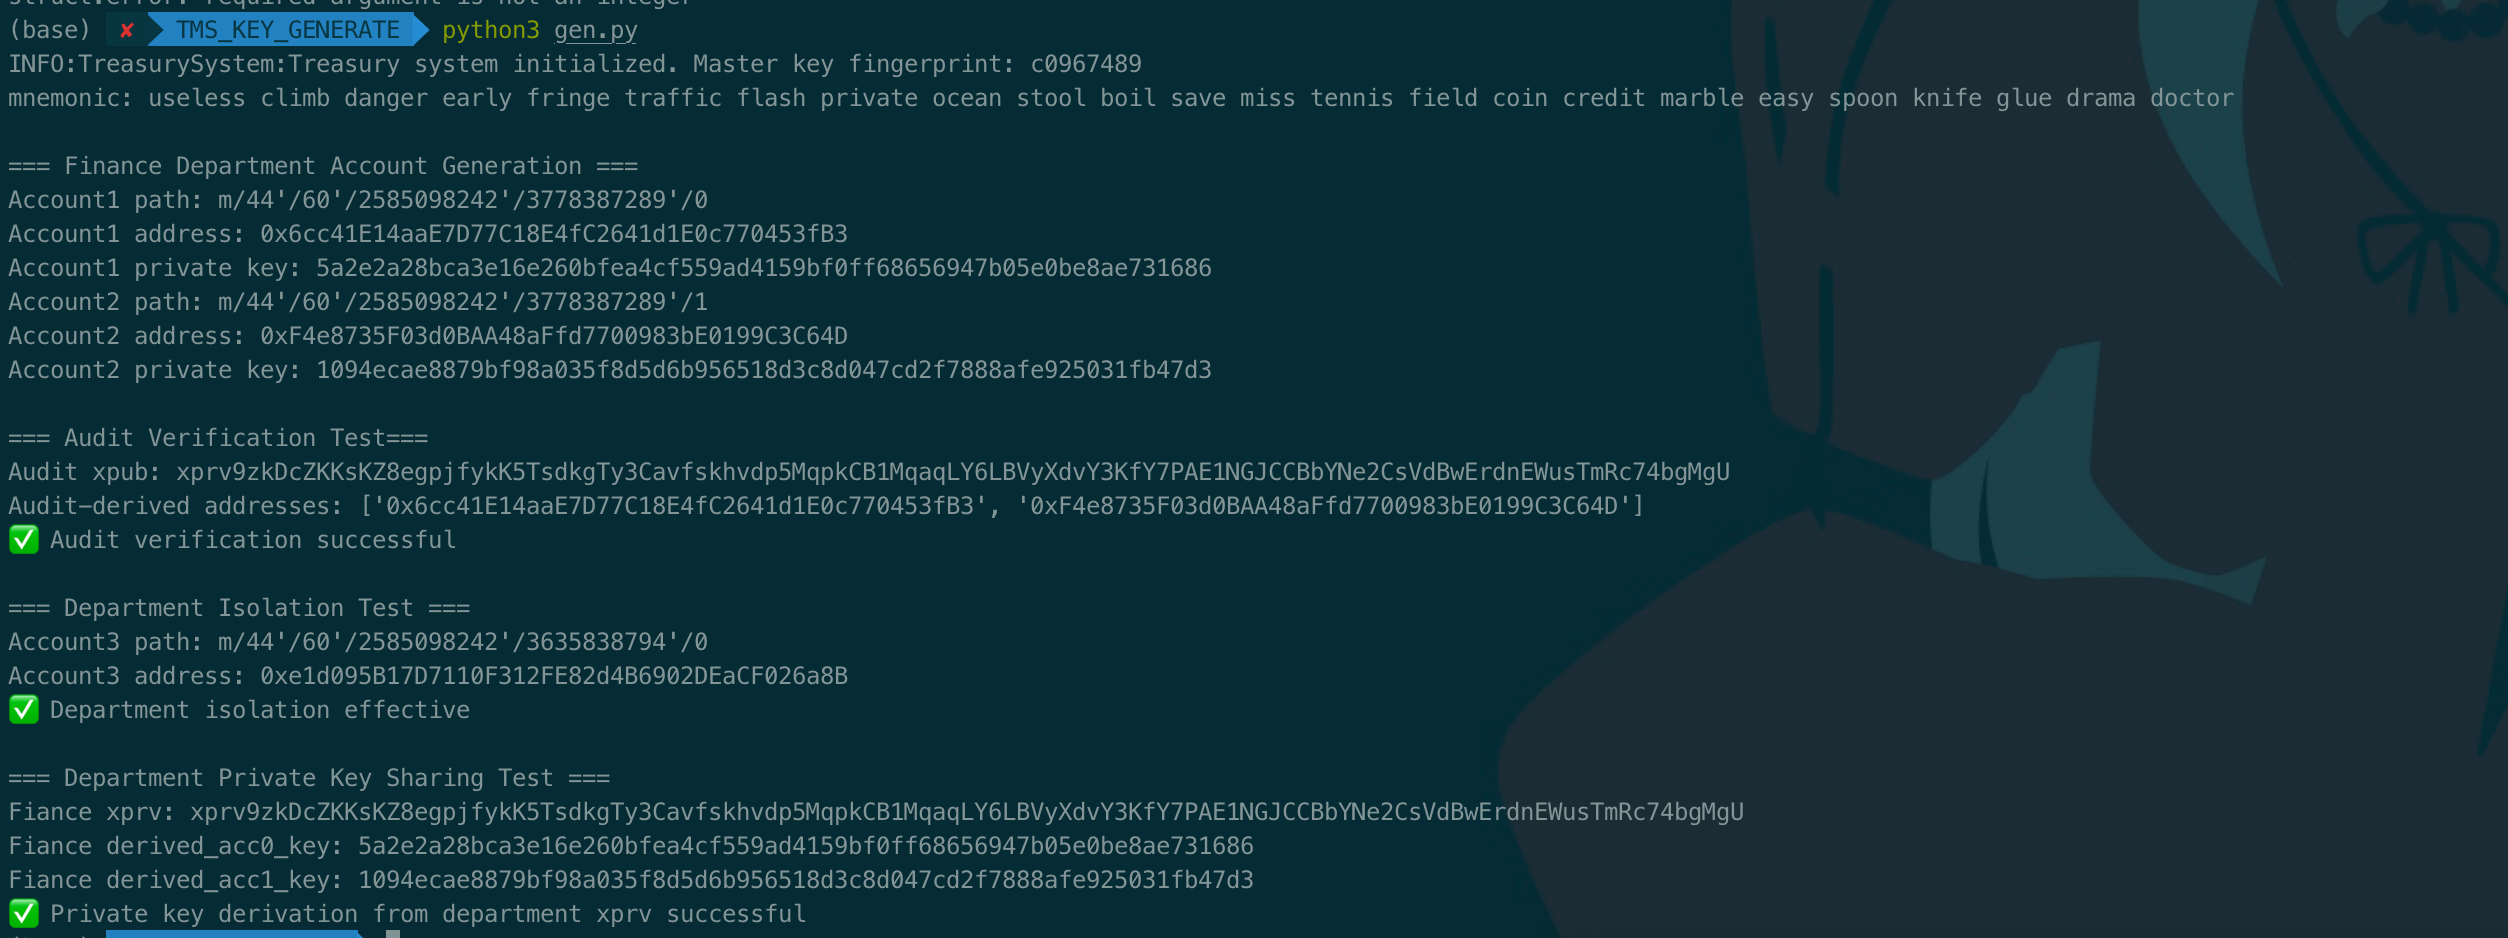 struct.error: required argument is not an integer
(base) ✘ TMS_KEY_GENERATE python3 gen.py
INFO:TreasurySystem:Treasury system initialized. Master key fingerprint: c0967489
mnemonic: useless climb danger early fringe traffic flash private ocean stool boil save miss tennis field coin credit marble easy spoon knife glue drama doctor
=== Finance Department Account Generation ===
Account1 path: m/44'/60'/2585098242'/3778387289'/0
Account1 address: 0x6cc41E14aaE7D77C18E4fC2641d1E0c770453fB3
Account1 private key: 5a2e2a28bca3e16e260bfea4cf559ad4159bf0ff68656947b05e0be8ae731686
Account2 path: m/44'/60'/2585098242'/3778387289'/1
Account2 address: 0xF4e8735F03d0BAA48aFfd7700983bE0199C3C64D
Account2 private key: 1094ecae8879bf98a035f8d5d6b956518d3c8d047cd2f7888afe925031fb47d3
=== Audit Verification Test===
Audit xpub: xprv9zkDcZKKsKZ8egpjfykK5TsdkgTy3Cavfskhvdp5MqpkCB1MqaqLY6LBVyXdvY3KfY7PAE1NGJCCBbYNe2CsVdBwErdnEWusTmRc74bgMgU
Audit-derived addresses: ['0x6cc41E14aaE7D77C18E4fC2641d1E0c770453fB3', '0xF4e8735F03d0BAA48aFfd7700983bE0199C3C64D']
✅ Audit verification successful
=== Department Isolation Test ===
Account3 path: m/44'/60'/2585098242'/3635838794'/0
Account3 address: 0xe1d095B17D7110F312FE82d4B6902DEaCF026a8B
✅ Department isolation effective
=== Department Private Key Sharing Test ===
Fiance xprv: xprv9zkDcZKKsKZ8egpjfykK5TsdkgTy3Cavfskhvdp5MqpkCB1MqaqLY6LBVyXdvY3KfY7PAE1NGJCCBbYNe2CsVdBwErdnEWusTmRc74bgMgU
Fiance derived_acc0_key: 5a2e2a28bca3e16e260bfea4cf559ad4159bf0ff68656947b05e0be8ae731686
Fiance derived_acc1_key: 1094ecae8879bf98a035f8d5d6b956518d3c8d047cd2f7888afe925031fb47d3
✅ Private key derivation from department xprv successful